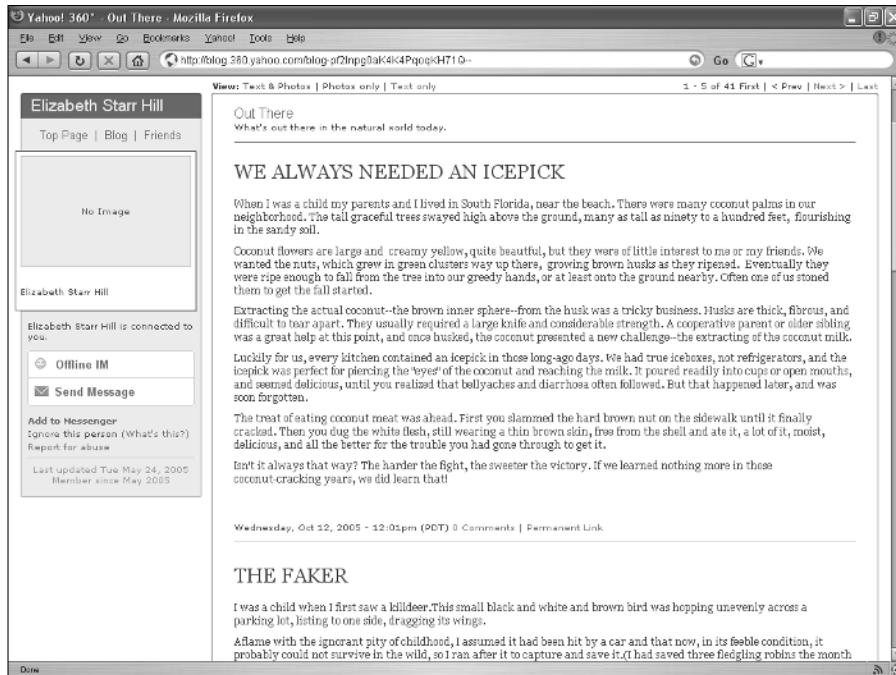 Yahoo! 360° - Out There - Mozilla Firefox
File Edit View Go Bookmarks Yahoo! Tools Help
Go
View: Text & Photos | Photos only | Text only
1 - 5 of 41 First | < Prev | Next > | Last
Elizabeth Starr Hill
Top Page | Blog | Friends
No Image
Elizabeth Starr Hill
Elizabeth Starr Hill is connected to
you.
Offline IM
Send Message
Add to Messenger
Ignore this person (What's this?)
Report for abuse
Last updated Tue May 24, 2005
Member since May 2005
Out There
What's out there in the natural world today.
WE ALWAYS NEEDED AN ICEPICK
When I was a child my parents and I lived in South Florida, near the beach. There were many coconut palms in our
neighborhood. The tall graceful trees swayed high above the ground, many as tall as ninety to a hundred feet, flourishing
in the sandy soil.
Coconut flowers are large and creamy yellow, quite beautful, but they were of little interest to me or my friends. We
wanted the nuts, which grew in green clusters way up there, growing brown husks as they ripened. Eventually they
were ripe enough to fall from the tree into our greedy hands, or at least onto the ground nearby. Often one of us stoned
them to get the fall started.
Extracting the actual coconut--the brown inner sphere--from the husk was a tricky business. Husks are thick, fibrous, and
difficult to tear apart. They usually required a large knife and considerable strength. A cooperative parent or older sibling
was a great help at this point, and once husked, the coconut presented a new challenge--the extracting of the coconut milk.
Luckily for us, every kitchen contained an icepick in those long-ago days. We had true iceboxes, not refrigerators, and the
icepick was perfect for piercing the "eyes" of the coconut and reaching the milk. It poured readily into cups or open mouths,
and seemed delicious, until you realized that bellyaches and diarrhoea often followed. But that happened later, and was
soon forgotten.
The treat of eating coconut meat was ahead. First you slammed the hard brown nut on the sidewalk until it finally
cracked. Then you dug the white flesh, still wearing a thin brown skin, free from the shell and ate it, a lot of it, moist,
delicious, and all the better for the trouble you had gone through to get it.
Isn't it always that way? The harder the fight, the sweeter the victory. If we learned nothing more in those
coconut-cracking years, we did learn that!
Wednesday, Oct 12, 2005 - 12:01pm (PDT) 0 Comments | Permanent Link
THE FAKER
I was a child when I first saw a killdeer.This small black and white and brown bird was hopping unevenly across a
parking lot, listing to one side, dragging its wings.
Aflame with the ignorant pity of childhood, I assumed it had been hit by a car and that now, in its feeble condition, it
probably could not survive in the wild, so I ran after it to capture and save it.(I had saved three fledgling robins the month
Done